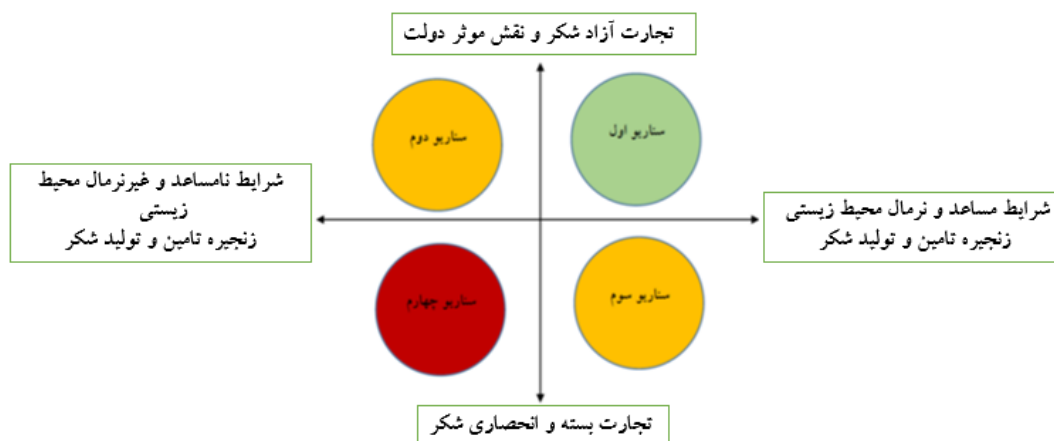 تجارت آزاد شکر و نقش موثر دولت
سناریو اول
سناریو دوم
شرایط مساعد و نرمال محیط زیستی
زنجیره تامین و تولید شکر
شرایط نامساعد و غیرنرمال محیط
زیستی
زنجیره تامین و تولید شکر
سناریو سوم
سناریو چهارم
تجارت بسته و انحصاری شکر